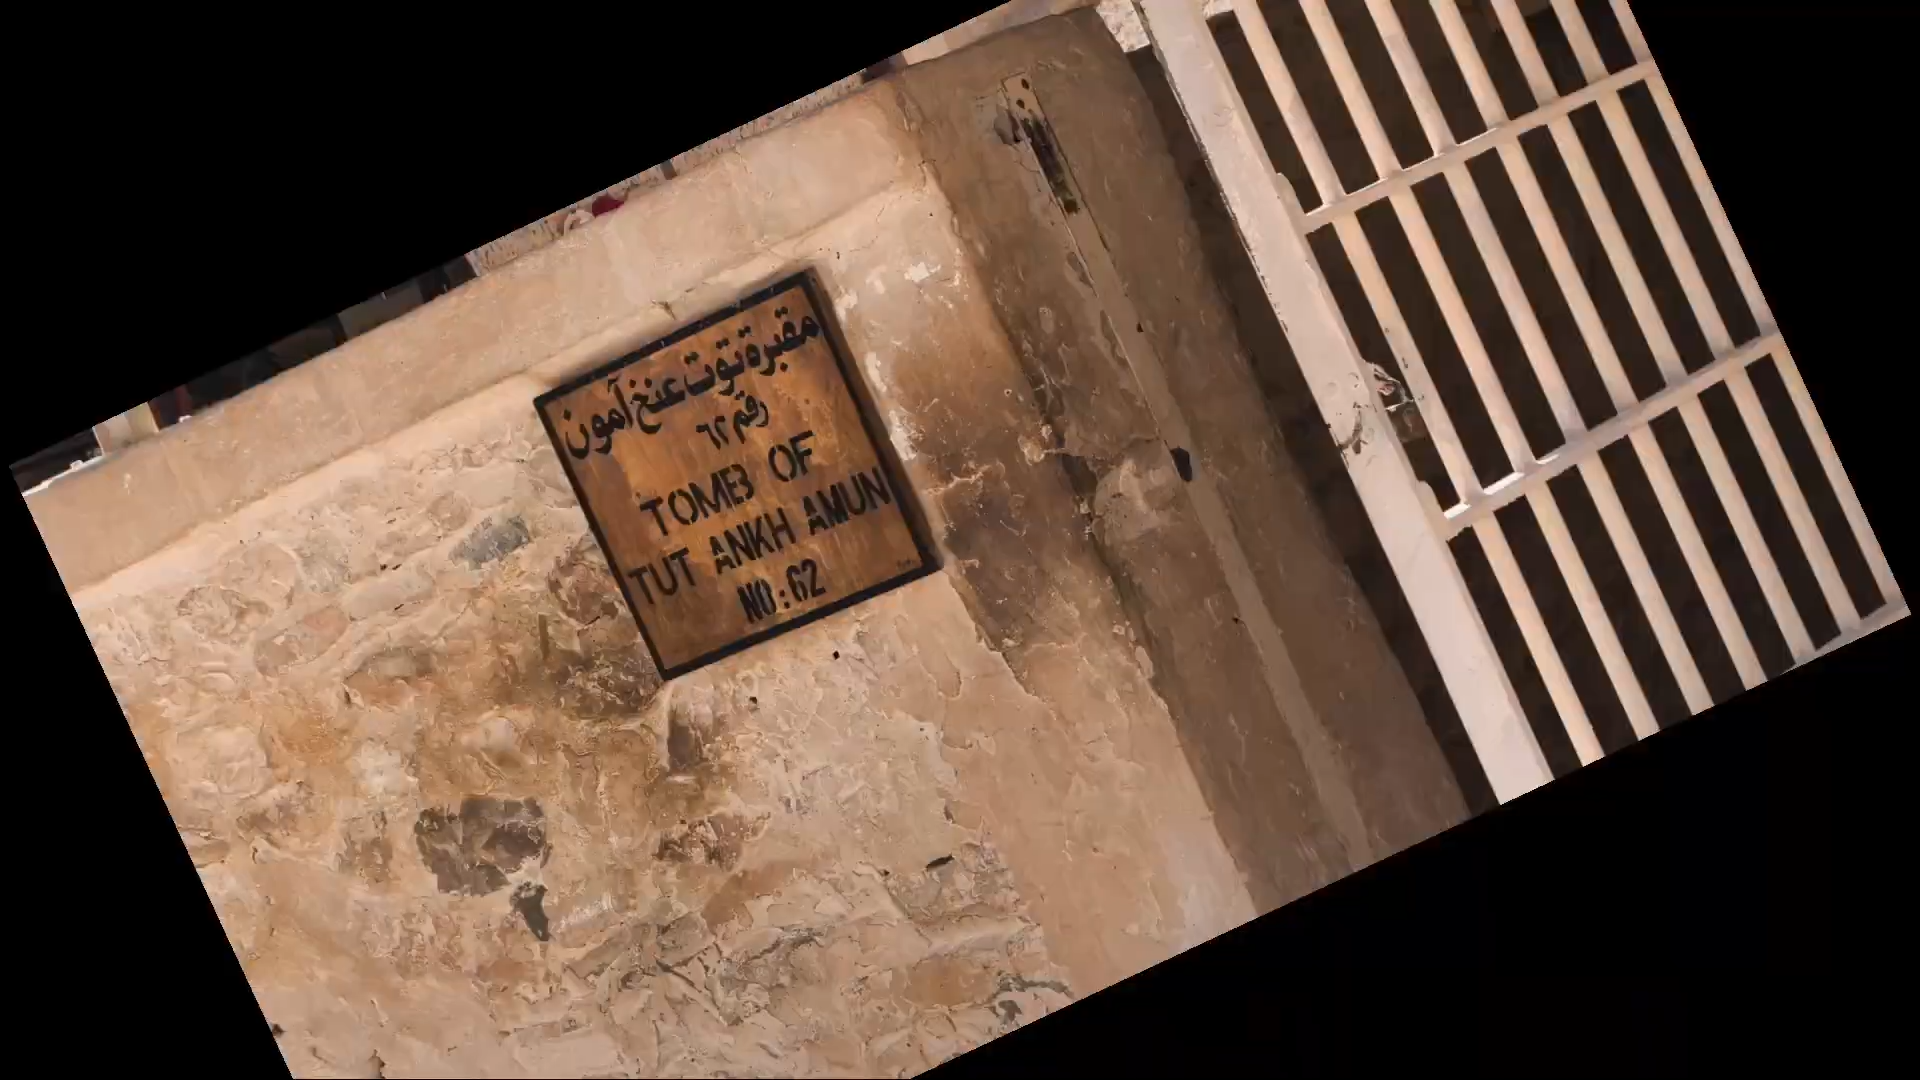 مقبرة توت عنخ آمون
رقم ٦٢
TOMB OF
TUT ANKH AMUN
NO:62